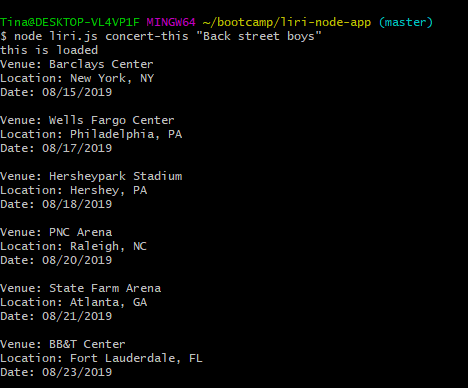 Tina@DESKTOP-VL4VP1F MINGW64 ~/bootcamp/liri-node-app (master)
$ node liri.js concert-this "Back street boys"
this is loaded
Venue: Barclays Center
Location: New York, NY
Date: 08/15/2019
Venue: Wells Fargo Center
Location: Philadelphia, PA
Date: 08/17/2019
Venue: Hersheypark Stadium
Location: Hershey, PA
Date: 08/18/2019
Venue: PNC Arena
Location: Raleigh, NC
Date: 08/20/2019
Venue: State Farm Arena
Location: Atlanta, GA
Date: 08/21/2019
Venue: BB&T Center
Location: Fort Lauderdale, FL
Date: 08/23/2019